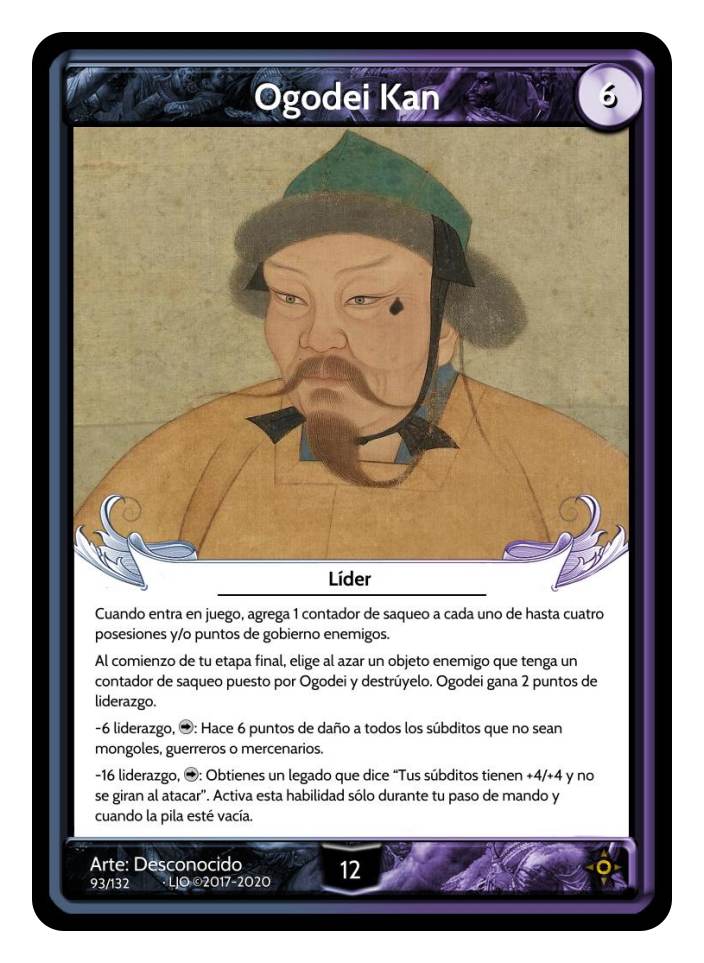 Ogodei Kan
6
Líder
Cuando entra en juego, agrega 1 contador de saqueo a cada uno de hasta cuatro
posesiones y/o puntos de gobierno enemigos.
Al comienzo de tu etapa final, elige al azar un objeto enemigo que tenga un
contador de saqueo puesto por Ogodei y destrúyelo. Ogodei gana 2 puntos de
liderazgo.
-6 liderazgo, ➡: Hace 6 puntos de daño a todos los súbditos que no sean
mongoles, guerreros o mercenarios.
-16 liderazgo, ➡: Obtienes un legado que dice “Tus súbditos tienen +4/+4 y no
se giran al atacar”. Activa esta habilidad sólo durante tu paso de mando y
cuando la pila esté vacía.
Arte: Desconocido
93/132 · LJO ©2017-2020
12